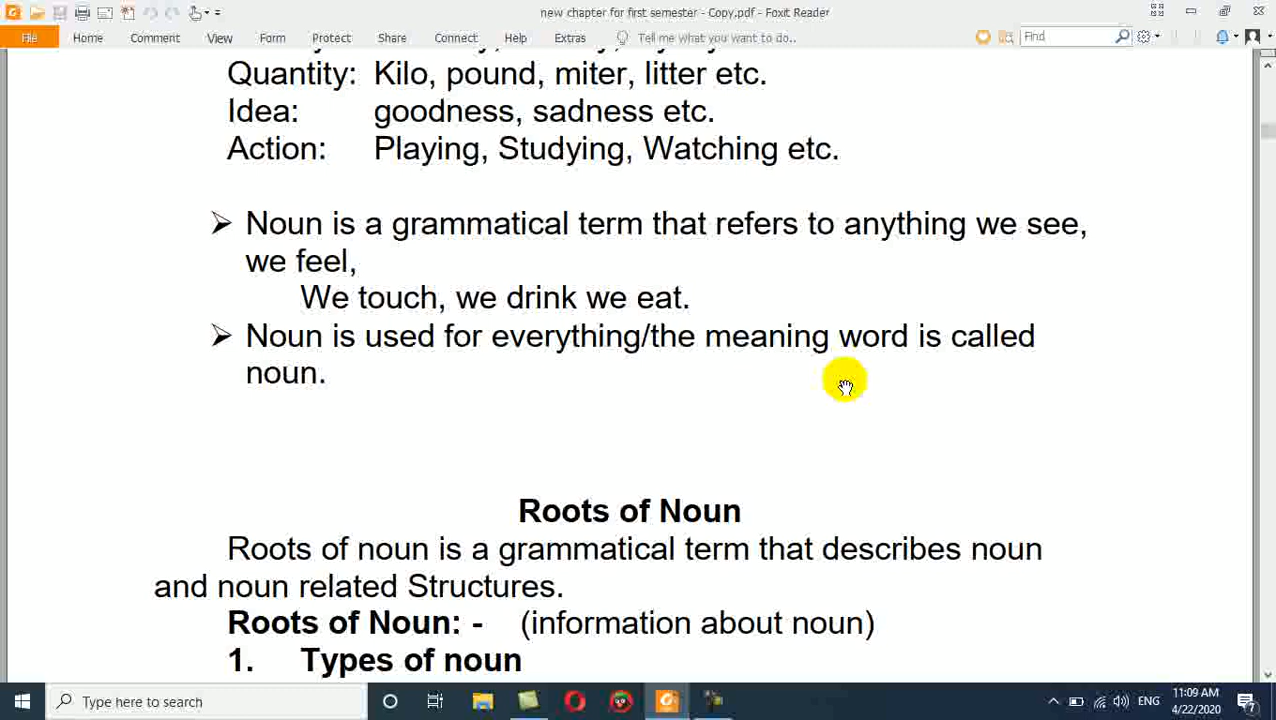 new chapter for first semester - Copy.pdf - Foxit Reader
File Home Comment View Form Protect Share Connect Help Extras Tell me what you want to do.. Find
Quantity: Kilo, pound, miter, litter etc.
Idea: goodness, sadness etc.
Action: Playing, Studying, Watching etc.
Noun is a grammatical term that refers to anything we see,
we feel,
We touch, we drink we eat.
Noun is used for everything/the meaning word is called
noun.
Roots of Noun
Roots of noun is a grammatical term that describes noun
and noun related Structures.
Roots of Noun: - (information about noun)
1. Types of noun
Type here to search
ENG
11:09 AM
4/22/2020
7